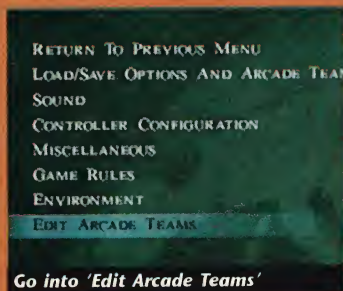 RETURN TO PREVIOUS MENU
LOAD/SAVE OPTIONS AND ARCADE TEAM
SOUND
CONTROLLER CONFIGURATION
MISCELLANEOUS
GAME RULES
ENVIRONMENT
EDIT ARCADE TEAMS
Go into 'Edit Arcade Teams'